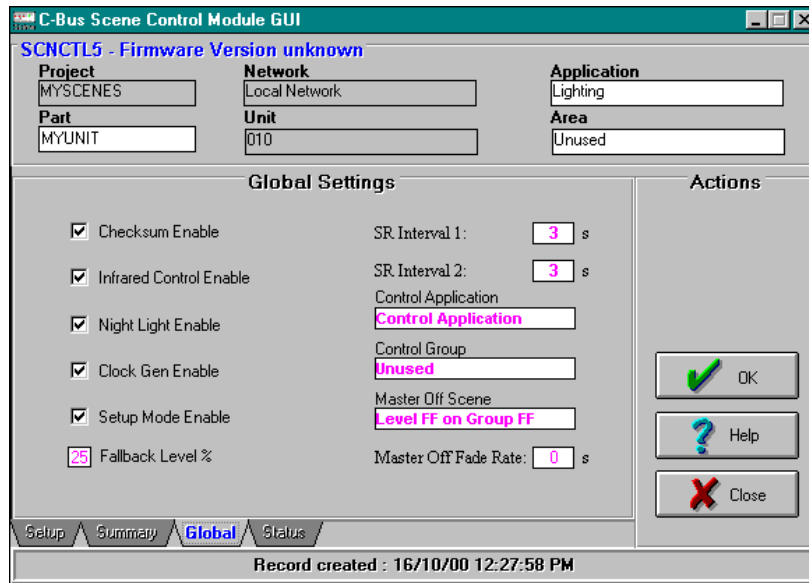 C-Bus Scene Control Module GUI
SCNCTL5 - Firmware Version unknown
Project
MYSCENES
Network
Local Network
Application
Lighting
Part
MYUNIT
Unit
010
Area
Unused
Global Settings
Checksum Enable
Infrared Control Enable
Night Light Enable
Clock Gen Enable
Setup Mode Enable
25 Fallback Level %
SR Interval 1: 3 s
SR Interval 2: 3 s
Control Application
Control Application
Control Group
Unused
Master Off Scene
Level FF on Group FF
Master Off Fade Rate: 0 s
Actions
OK
Help
Close
Setup Summary Global Status
Record created : 16/10/00 12:27:58 PM